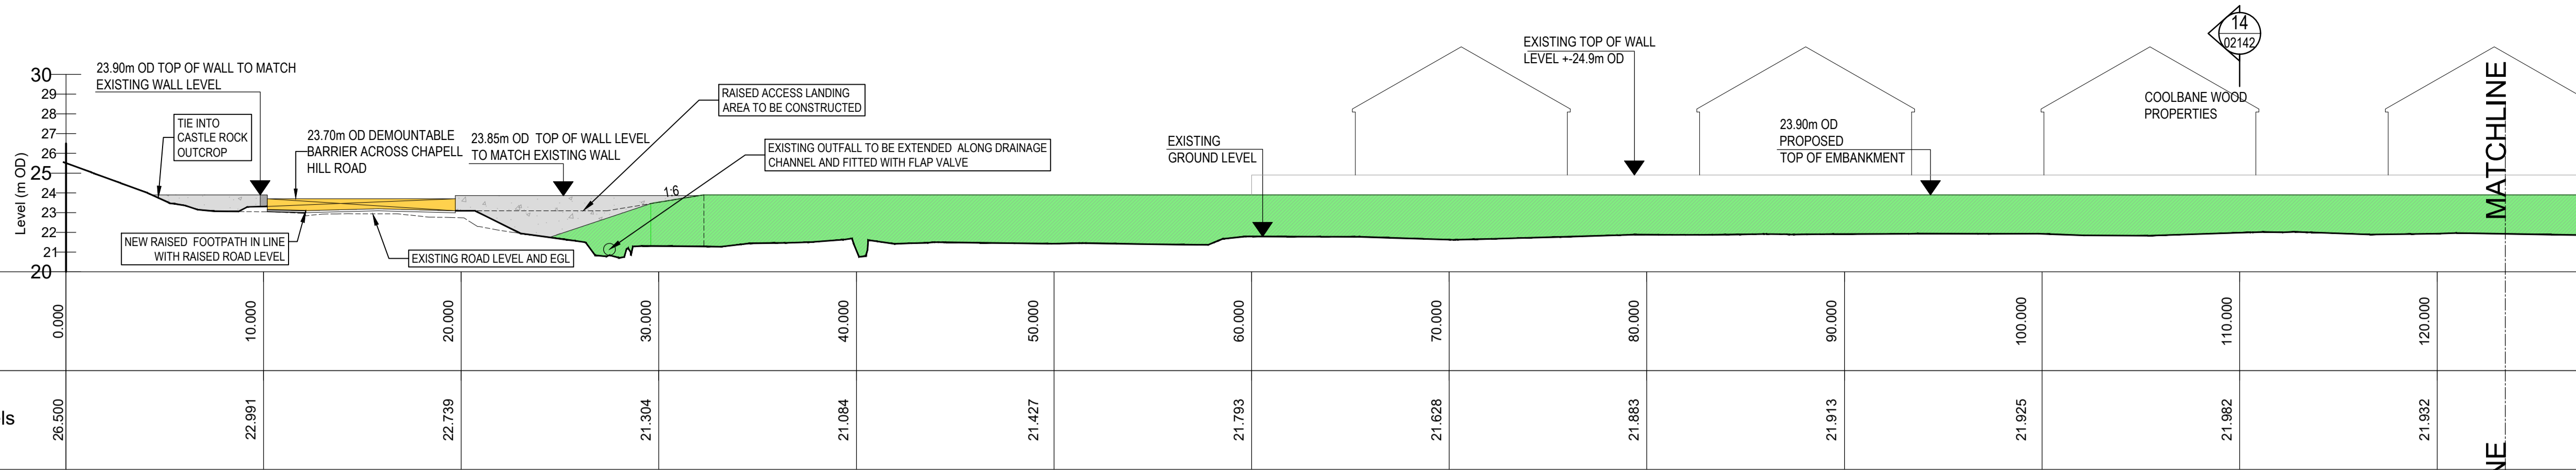 14
02142
23.90m OD TOP OF WALL TO MATCH
EXISTING WALL LEVEL
EXISTING TOP OF WALL
LEVEL +-24.9m OD
RAISED ACCESS LANDING
AREA TO BE CONSTRUCTED
COOLBANE WOOD
PROPERTIES
MATCHLINE
TIE INTO
CASTLE ROCK
OUTCROP
23.70m OD DEMOUNTABLE
BARRIER ACROSS CHAPELL
HILL ROAD
23.85m OD TOP OF WALL LEVEL
TO MATCH EXISTING WALL
EXISTING OUTFALL TO BE EXTENDED ALONG DRAINAGE
CHANNEL AND FITTED WITH FLAP VALVE
EXISTING
GROUND LEVEL
23.90m OD
PROPOSED
TOP OF EMBANKMENT
1:6
NEW RAISED FOOTPATH IN LINE
WITH RAISED ROAD LEVEL
EXISTING ROAD LEVEL AND EGL
Level (m OD)
30
29
28
27
26
25
24
23
22
21
20
0.000 10.000 20.000 30.000 40.000 50.000 60.000 70.000 80.000 90.000 100.000 110.000 120.000
ls 26.500 22.991 22.739 21.304 21.084 21.427 21.793 21.628 21.883 21.913 21.925 21.982 21.932
NE